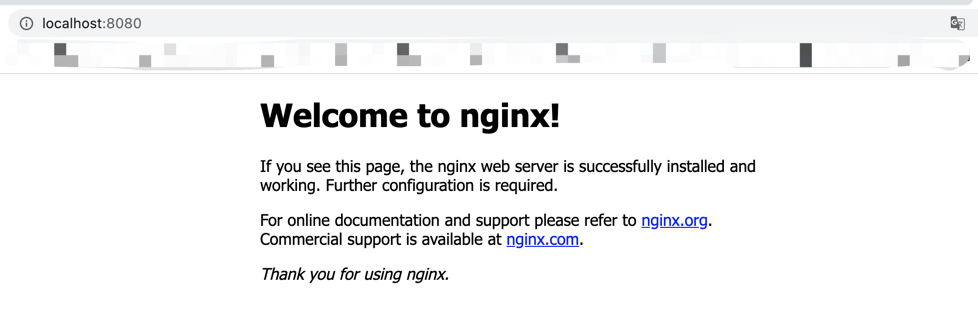 localhost:8080
Welcome to nginx!
If you see this page, the nginx web server is successfully installed and
working. Further configuration is required.
For online documentation and support please refer to nginx.org.
Commercial support is available at nginx.com.
Thank you for using nginx.